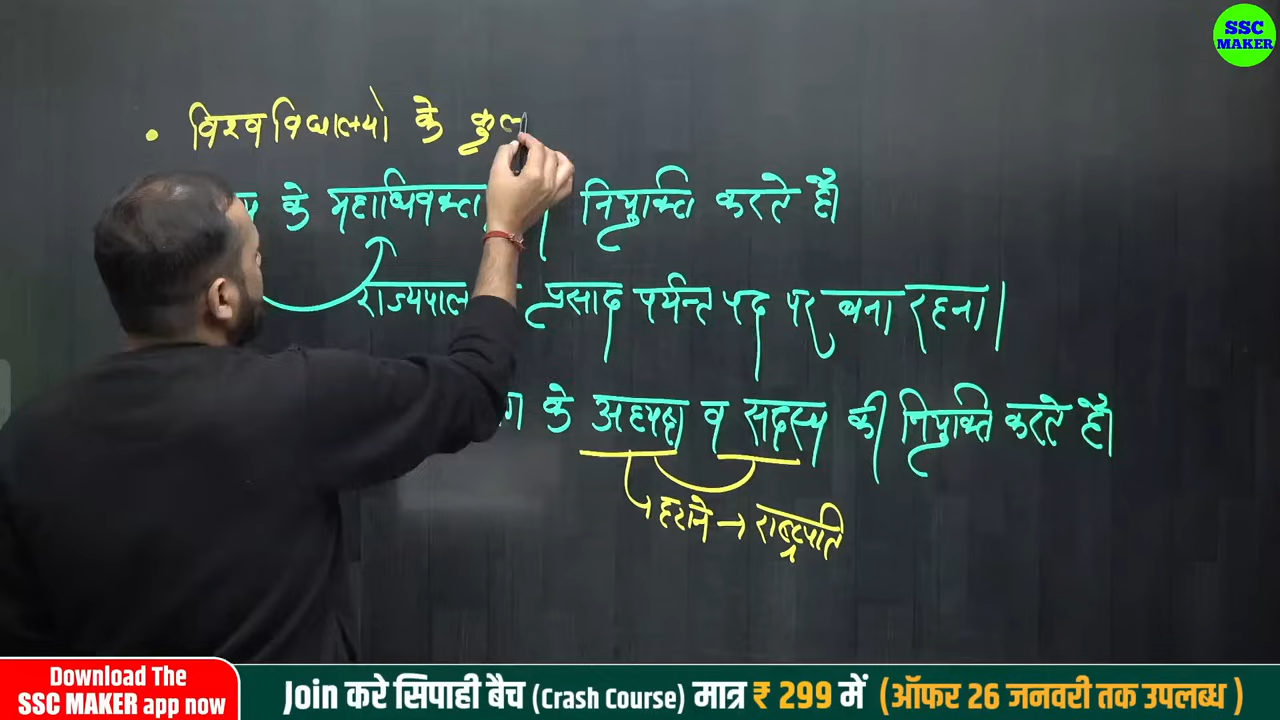 SSC
MAKER
• विश्वविद्यालयो के कुल
के महाधिवक्ता नियुक्ति करते है।
राज्यपाल प्रसाद पर्यन्त पद पर बना रहना।
के अध्यक्ष व सदस्य की नियुक्ति करते है।
हटाने → राष्ट्रपति
Download The
SSC MAKER app now
Join करे सिपाही बैच (Crash Course) मात्र ₹ 299 में (ऑफर 26 जनवरी तक उपलब्ध )